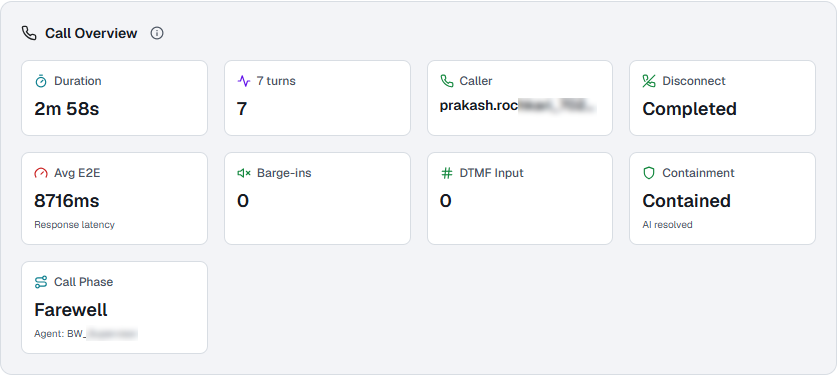 Call Overview
Duration
2m 58s
7 turns
7
Caller
prakash.roc
Disconnect
Completed
Avg E2E
8716ms
Response latency
Barge-ins
0
DTMF Input
0
Containment
Contained
AI resolved
Call Phase
Farewell
Agent: BW_